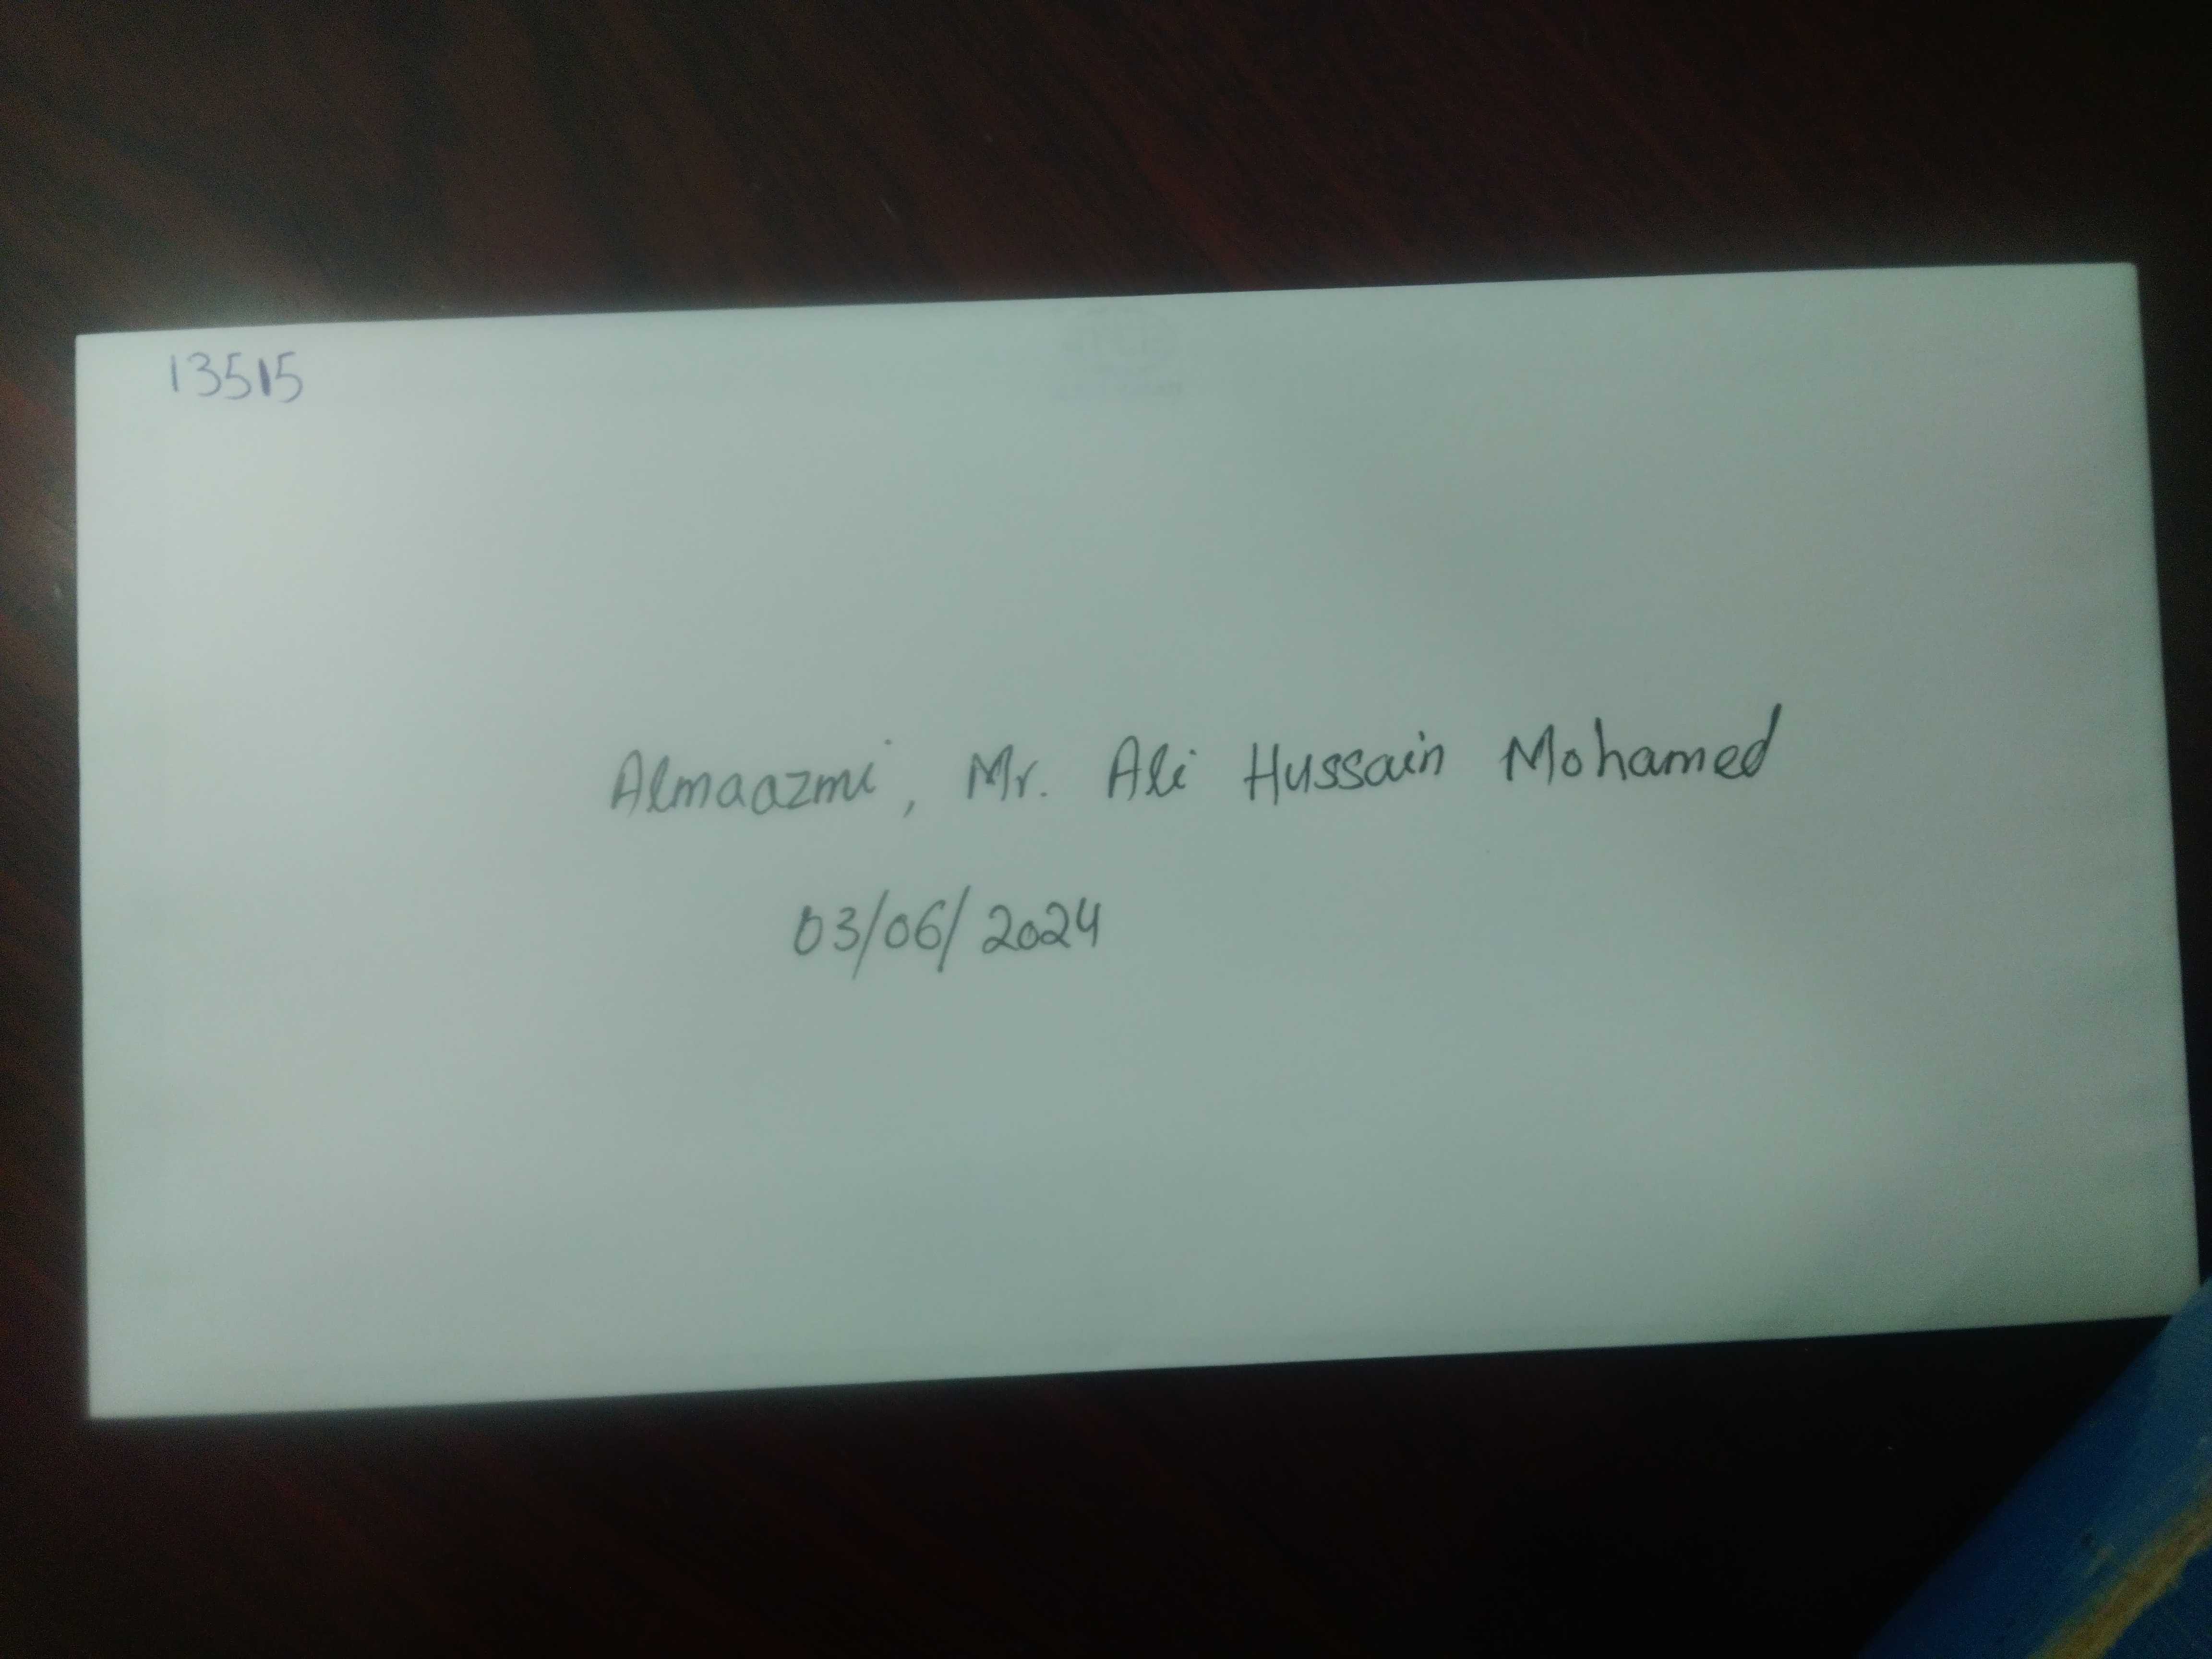 13515
Almaazmi, Mr. Ali Hussain Mohamed
03/06/2024